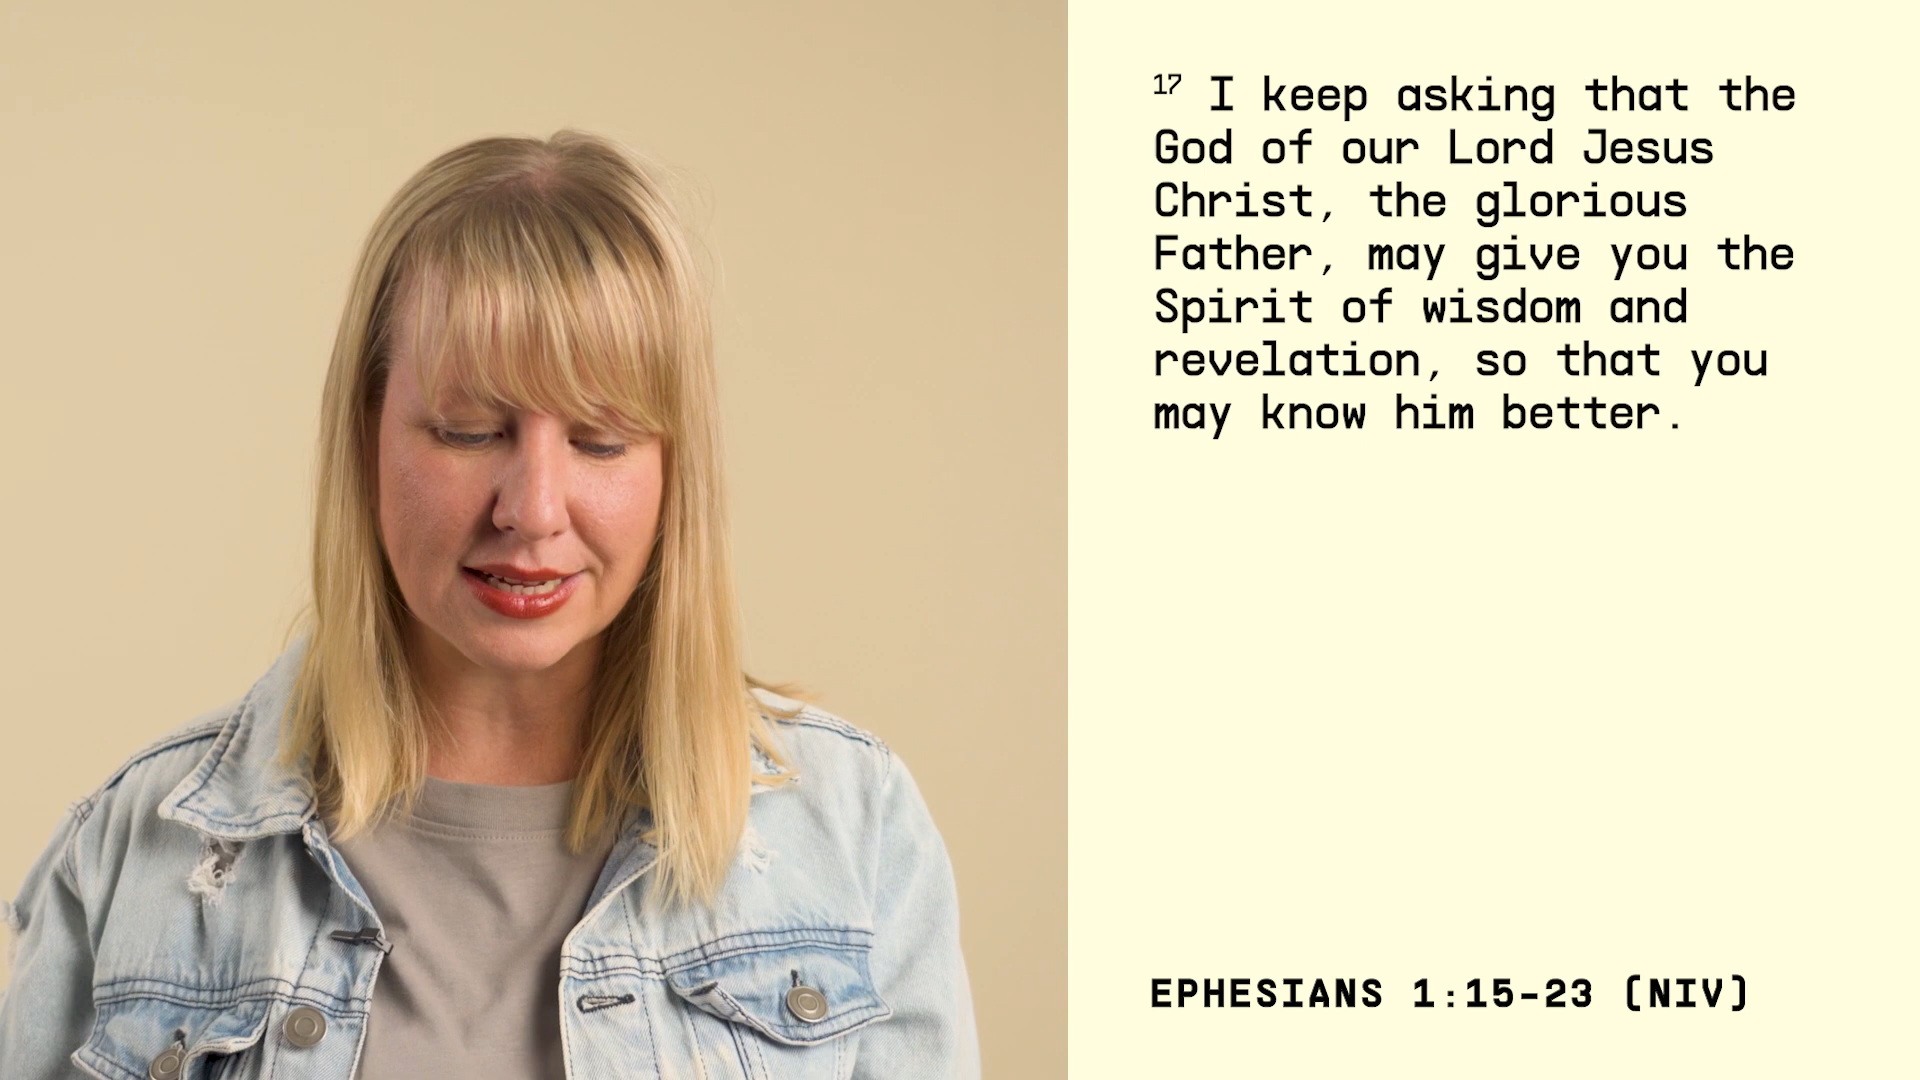 17 I keep asking that the
God of our Lord Jesus
Christ, the glorious
Father, may give you the
Spirit of wisdom and
revelation, so that you
may know him better.
EPHESIANS 1:15-23 (NIV)